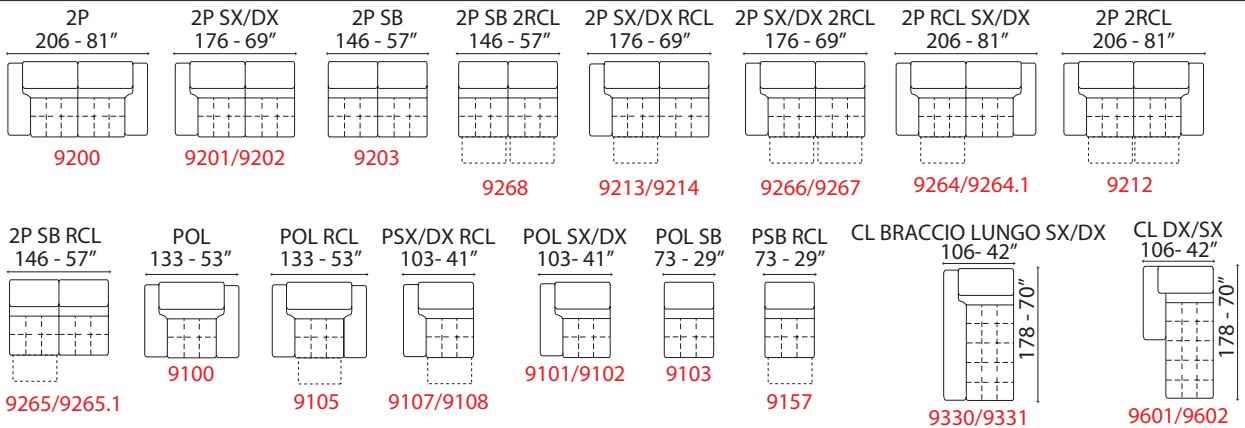 2P
206 - 81”
9200
2P SX/DX
176 - 69”
9201/9202
2P SB
146 - 57”
9203
2P SB 2RCL
146 - 57”
9268
2P SX/DX RCL
176 - 69”
9213/9214
2P SX/DX 2RCL
176 - 69”
9266/9267
2P RCL SX/DX
206 - 81”
9264/9264.1
2P 2RCL
206 - 81”
9212
2P SB RCL
146 - 57”
9265/9265.1
POL
133 - 53”
9100
POL RCL
133 - 53”
9105
PSX/DX RCL
103- 41”
9107/9108
POL SX/DX
103- 41”
9101/9102
POL SB
73 - 29”
9103
PSB RCL
73 - 29”
9157
CL BRACCIO LUNGO SX/DX
106- 42”
178 - 70”
9330/9331
CL DX/SX
106- 42”
178 - 70”
9601/9602